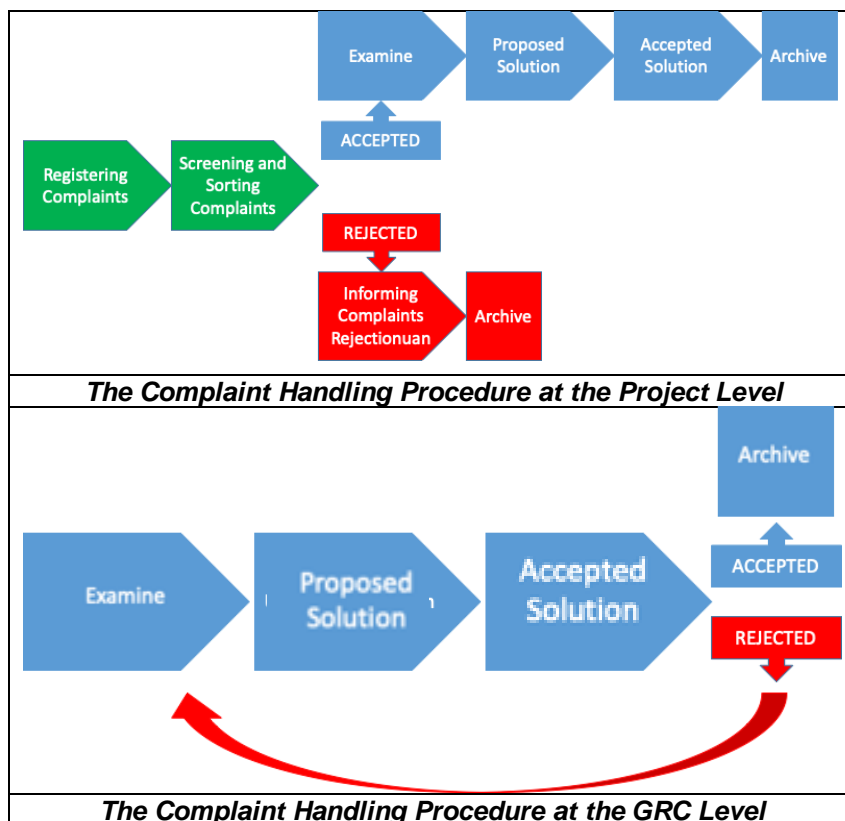 Examine
Proposed
Solution
Accepted
Solution
Archive
ACCEPTED
Registering
Complaints
Screening and
Sorting
Complaints
REJECTED
Informing
Complaints
Rejectionuan
Archive
The Complaint Handling Procedure at the Project Level
Archive
Examine
Proposed
Solution
Accepted
Solution
ACCEPTED
REJECTED
The Complaint Handling Procedure at the GRC Level